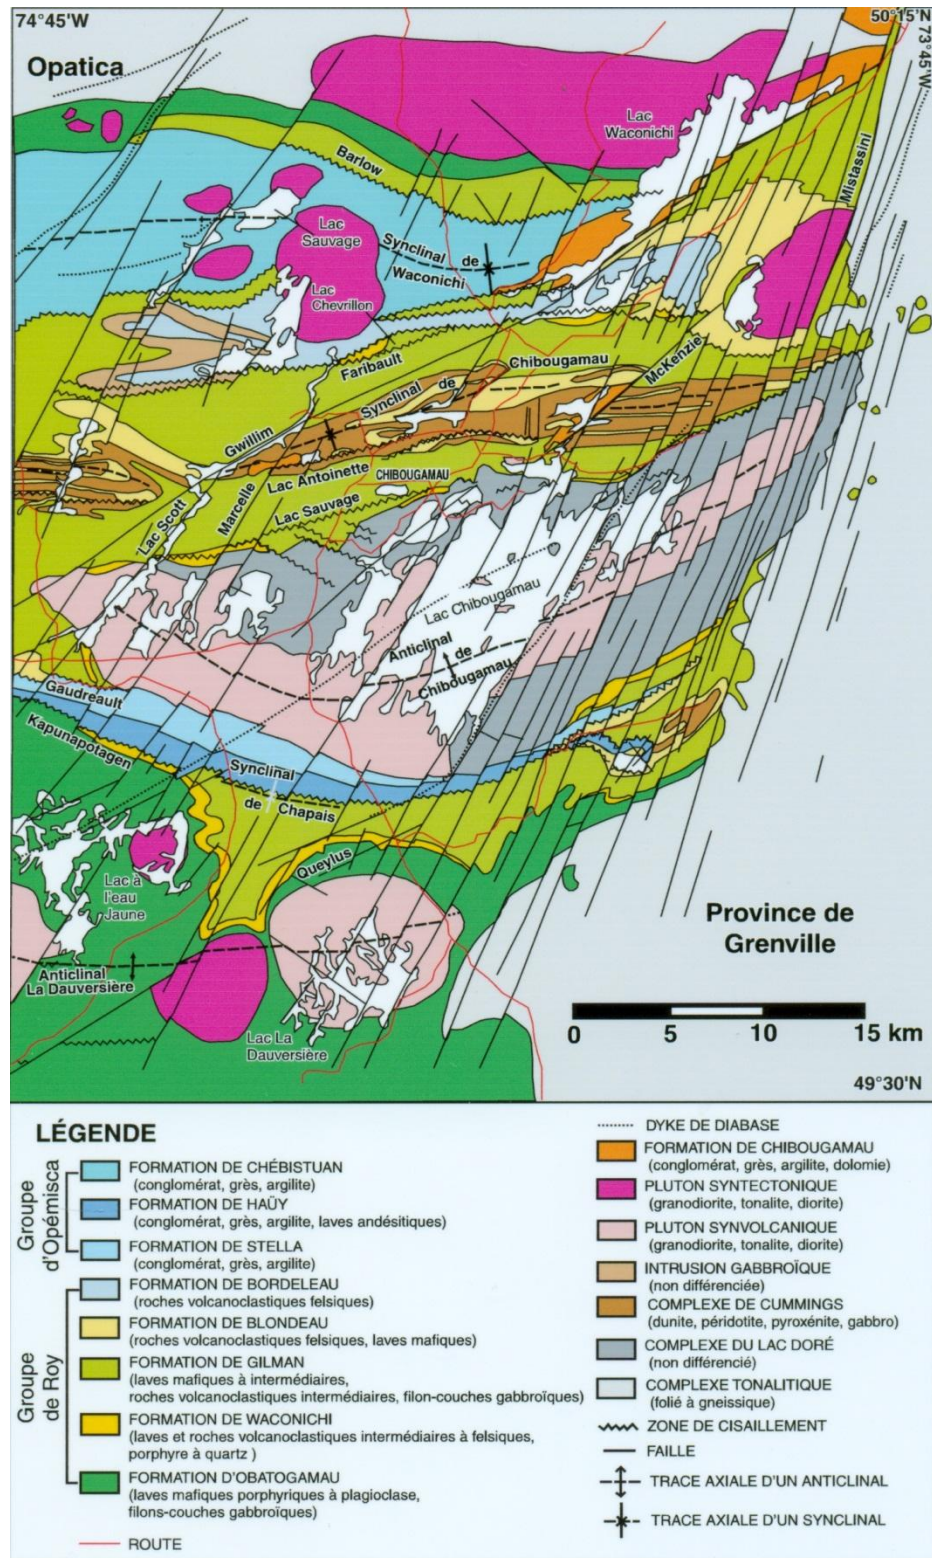 74°45'W
50°15'N
73°45'W
Opatica
Lac
Waconichi
Barlow
Mistassini
Lac
Sauvage
Synclinal de
Waconichi
Lac
Chevrillon
Faribault
Synclinal de Chibougamau
McKenzie
Gwillim
Lac Antoinette
CHIBOUGAMAU
Lac Scott
Marcelle
Lac Sauvage
Lac Chibougamau
Anticlinal
de
Chibougamau
Gaudreault
Kapunapotagen
Synclinal
de Chapais
Queylus
Lac à
l'eau
Jaune
Province de
Grenville
Anticlinal
La Dauversière
Lac La
Dauversière
0 5 10 15 km
49°30'N
LÉGENDE
Groupe
d'Opémisca
FORMATION DE CHÉBISTUAN
(conglomérat, grès, argilite)
FORMATION DE HAÜY
(conglomérat, grès, argilite, laves andésitiques)
FORMATION DE STELLA
(conglomérat, grès, argilite)
Groupe
de Roy
FORMATION DE BORDELEAU
(roches volcanoclastiques felsiques)
FORMATION DE BLONDEAU
(roches volcanoclastiques felsiques, laves mafiques)
FORMATION DE GILMAN
(laves mafiques à intermédiaires,
roches volcanoclastiques intermédiaires, filon-couches gabbroïques)
FORMATION DE WACONICHI
(laves et roches volcanoclastiques intermédiaires à felsiques,
porphyre à quartz )
FORMATION D'OBATOGAMAU
(laves mafiques porphyriques à plagioclase,
filons-couches gabbroïques)
ROUTE
DYKE DE DIABASE
FORMATION DE CHIBOUGAMAU
(conglomérat, grès, argilite, dolomie)
PLUTON SYNTECTONIQUE
(granodiorite, tonalite, diorite)
PLUTON SYNVOLCANIQUE
(granodiorite, tonalite, diorite)
INTRUSION GABBROÏQUE
(non différenciée)
COMPLEXE DE CUMMINGS
(dunite, péridotite, pyroxénite, gabbro)
COMPLEXE DU LAC DORÉ
(non différencié)
COMPLEXE TONALITIQUE
(folié à gneissique)
ZONE DE CISAILLEMENT
FAILLE
TRACE AXIALE D'UN ANTICLINAL
TRACE AXIALE D'UN SYNCLINAL